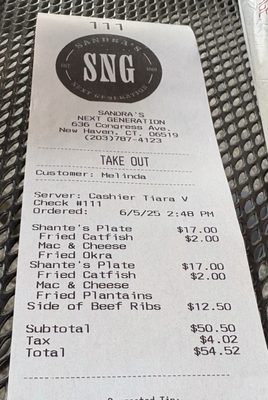 111
SANDRA'S
SNG
NEXT GENERATION
SANDRA'S
NEXT GENERATION
636 Congress Ave.
New Haven, CT. 06519
(203)787-4123
TAKE OUT
Customer: Melinda
Server: Cashier Tiara V
Check #111
Ordered: 6/5/25 2:48 PM
Shante's Plate $17.00
Fried Catfish $2.00
Mac & Cheese
Fried Okra
Shante's Plate $17.00
Fried Catfish $2.00
Mac & Cheese
Fried Plantains
Side of Beef Ribs $12.50
Subtotal $50.50
Tax $4.02
Total $54.52